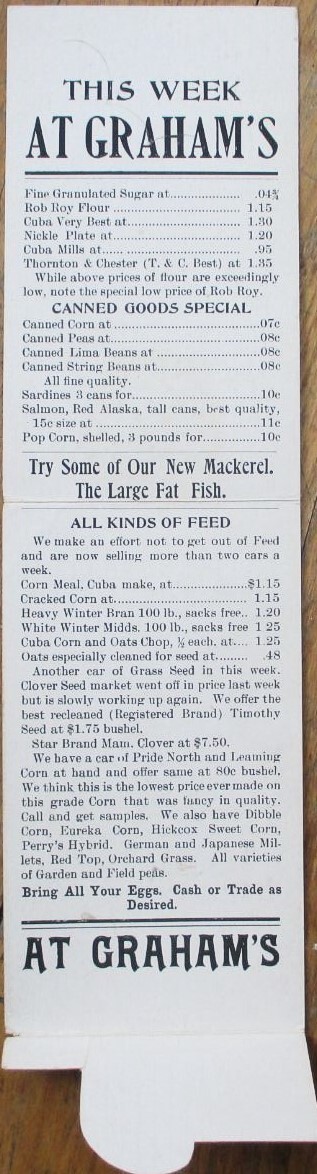 THIS WEEK
AT GRAHAM'S
Fine Granulated Sugar at.................... .04¾
Rob Roy Flour .................................... 1.15
Cuba Very Best at................................ 1.30
Nickle Plate at.................................... 1.20
Cuba Mills at...... ............................... .95
Thornton & Chester (T. & C. Best) at 1.35
While above prices of flour are exceedingly
low, note the special low price of Rob Roy.
CANNED GOODS SPECIAL
Canned Corn at ....................................07c
Canned Peas at.....................................08c
Canned Lima Beans at ..........................08c
Canned String Beans at.........................08c
All fine quality.
Sardines 3 cans for................................10c
Salmon, Red Alaska, tall cans, best quality,
15c size at........................................11c
Pop Corn, shelled, 3 pounds for..............10c
Try Some of Our New Mackerel.
The Large Fat Fish.
ALL KINDS OF FEED
We make an effort not to get out of Feed
and are now selling more than two cars a
week.
Corn Meal, Cuba make, at..................$1.15
Cracked Corn at................................. 1.15
Heavy Winter Bran 100 lb., sacks free.. 1.20
White Winter Midds. 100 lb., sacks free 1 25
Cuba Corn and Oats Chop, ½ each. at.... 1 25
Oats especially cleaned for seed at......... .48
Another car of Grass Seed in this week.
Clover Seed market went off in price last week
but is slowly working up again. We offer the
best recleaned (Registered Brand) Timothy
Seed at $1.75 bushel.
Star Brand Mam. Clover at $7.50.
We have a car of Pride North and Leaming
Corn at hand and offer same at 80c bushel.
We think this is the lowest price ever made on
this grade Corn that was fancy in quality.
Call and get samples. We also have Dibble
Corn, Eureka Corn, Hickcox Sweet Corn,
Perry's Hybrid. German and Japanese Mil-
lets, Red Top, Orchard Grass. All varieties
of Garden and Field peas.
Bring All Your Eggs. Cash or Trade as
Desired.
AT GRAHAM'S